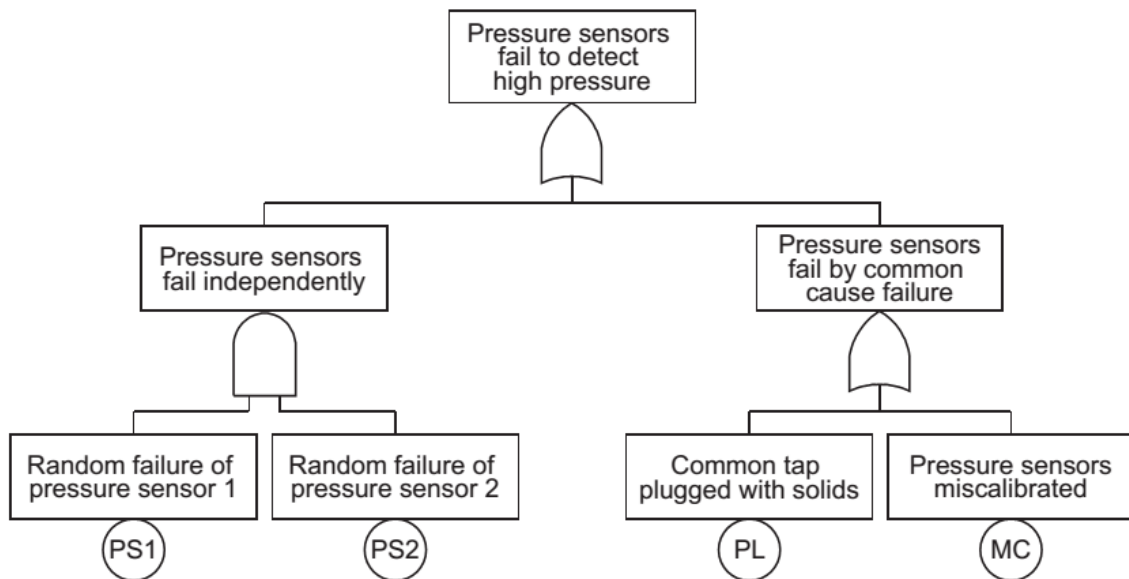 Pressure sensors
fail to detect
high pressure
Pressure sensors
fail independently
Pressure sensors
fail by common
cause failure
Random failure of
pressure sensor 1
Random failure of
pressure sensor 2
Common tap
plugged with solids
Pressure sensors
miscalibrated
PS1
PS2
PL
MC